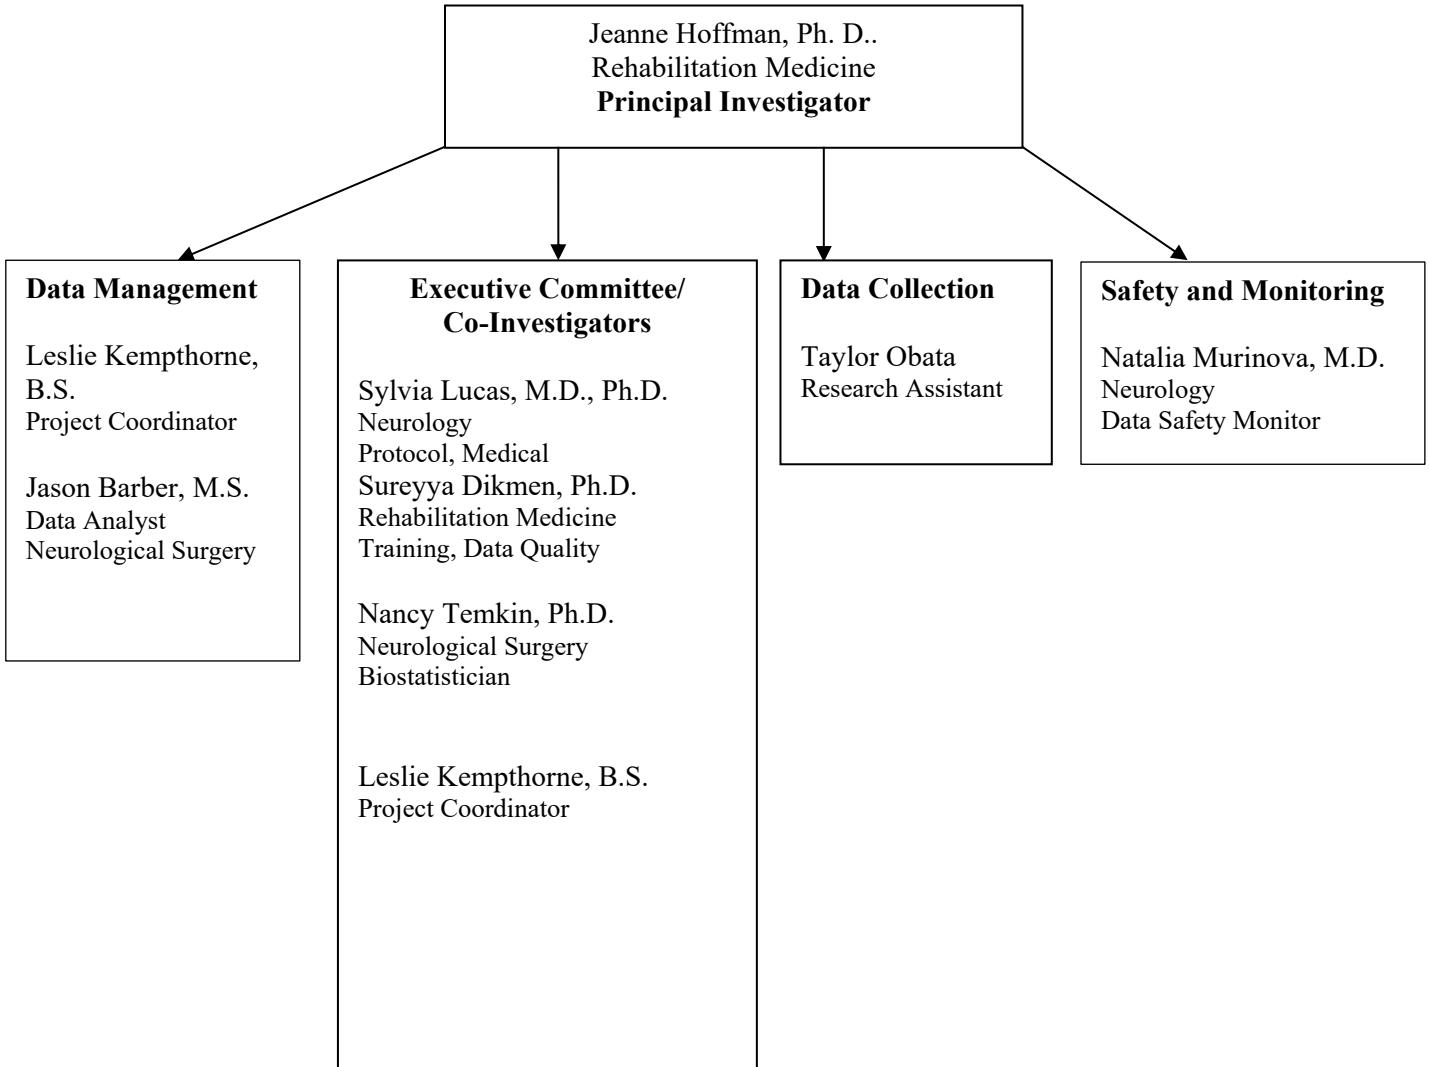 Jeanne Hoffman, Ph. D..
Rehabilitation Medicine
Principal Investigator
Data Management
Leslie Kempthorne,
B.S.
Project Coordinator
Jason Barber, M.S.
Data Analyst
Neurological Surgery
Executive Committee/
Co-Investigators
Sylvia Lucas, M.D., Ph.D.
Neurology
Protocol, Medical
Sureyya Dikmen, Ph.D.
Rehabilitation Medicine
Training, Data Quality
Nancy Temkin, Ph.D.
Neurological Surgery
Biostatistician
Leslie Kempthorne, B.S.
Project Coordinator
Data Collection
Taylor Obata
Research Assistant
Safety and Monitoring
Natalia Murinova, M.D.
Neurology
Data Safety Monitor